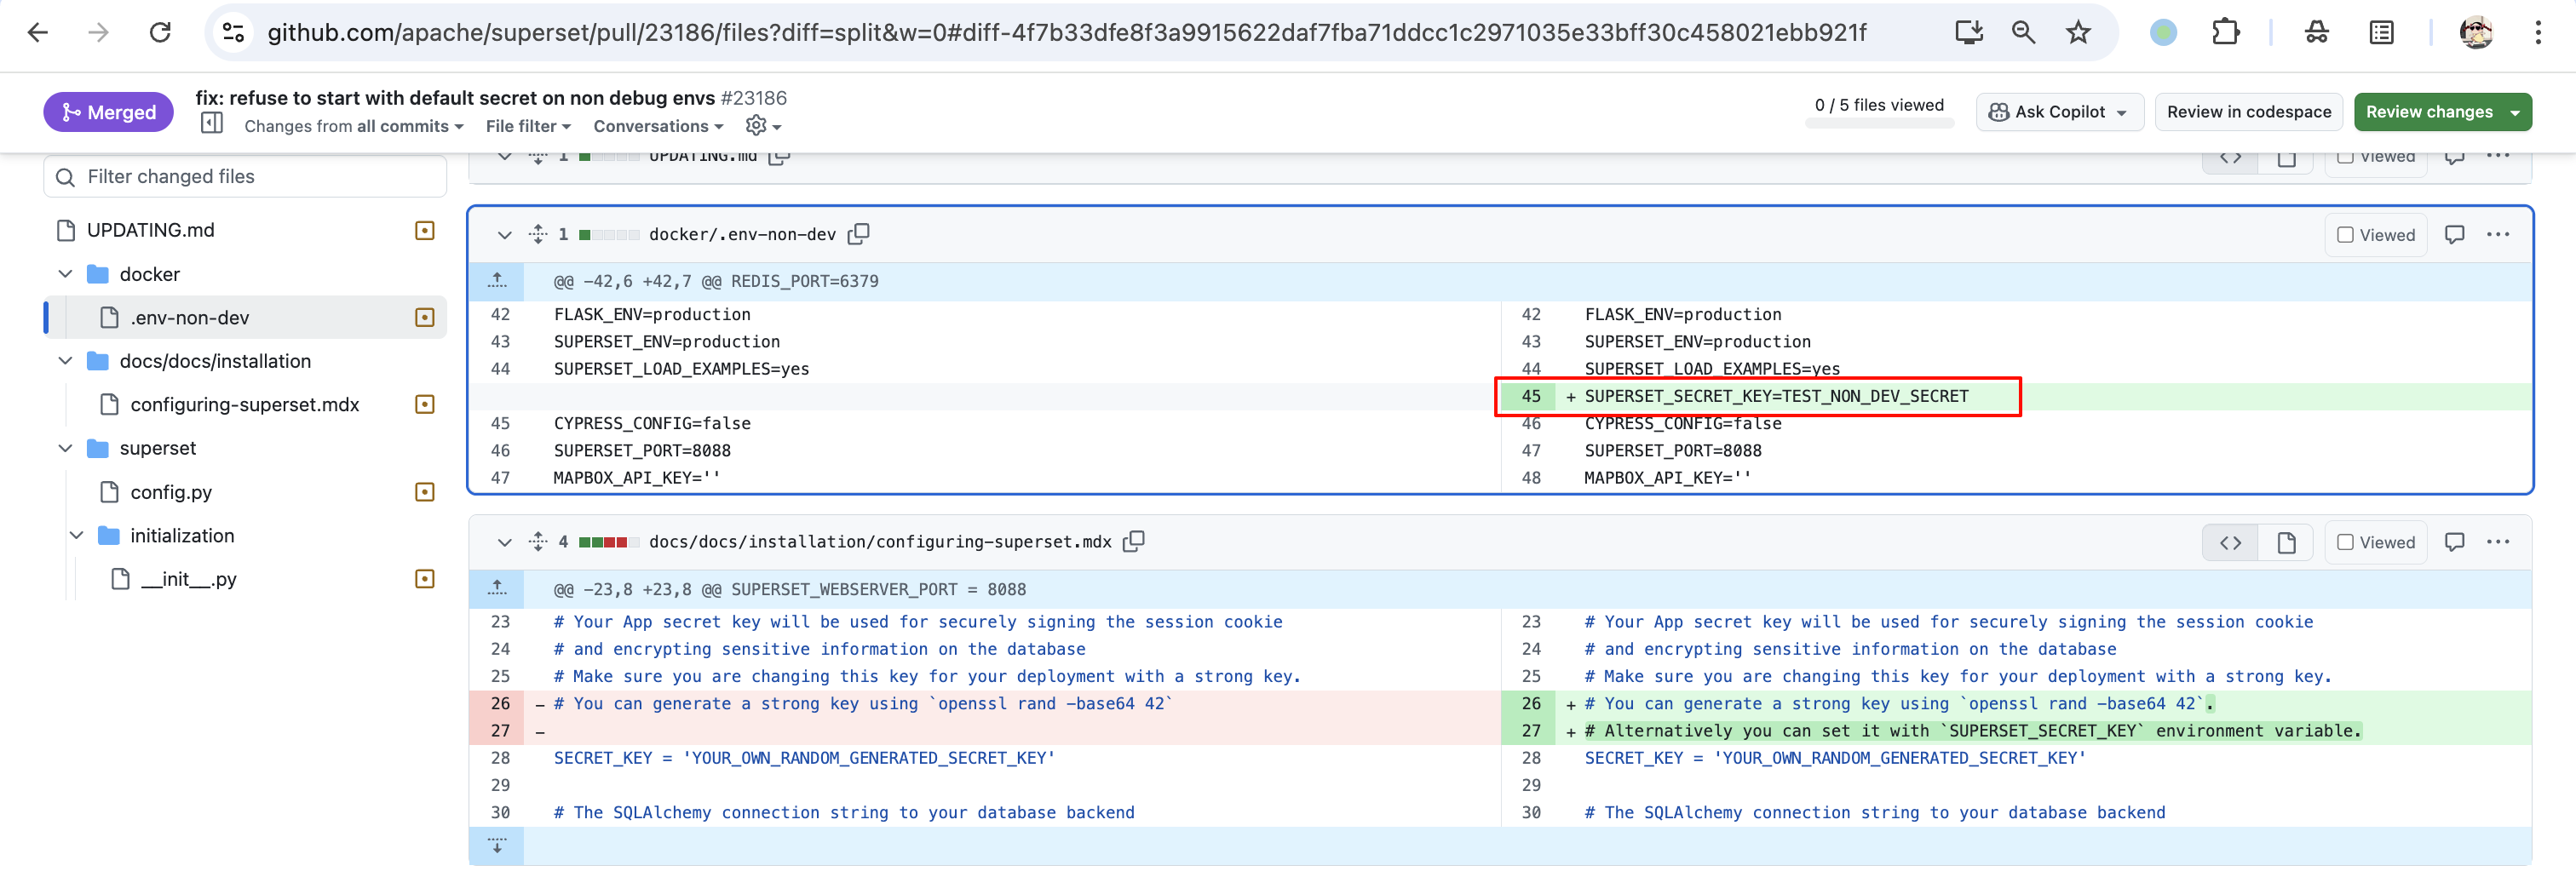 github.com/apache/superset/pull/23186/files?diff=split&w=0#diff-4f7b33dfe8f3a9915622daf7fba71ddcc1c2971035e33bff30c458021ebb921f
Merged
fix: refuse to start with default secret on non debug envs #23186
Changes from all commits
File filter
Conversations
0 / 5 files viewed
Ask Copilot
Review in codespace
Review changes
Filter changed files
UPDATING.md
docker
.env-non-dev
docs/docs/installation
configuring-superset.mdx
superset
config.py
initialization
__init__.py
1 UPDATING.md
Viewed
1 docker/.env-non-dev
Viewed
@@ -42,6 +42,7 @@ REDIS_PORT=6379
42 FLASK_ENV=production 42 FLASK_ENV=production
43 SUPERSET_ENV=production 43 SUPERSET_ENV=production
44 SUPERSET_LOAD_EXAMPLES=yes 44 SUPERSET_LOAD_EXAMPLES=yes
45 + SUPERSET_SECRET_KEY=TEST_NON_DEV_SECRET
45 CYPRESS_CONFIG=false 46 CYPRESS_CONFIG=false
46 SUPERSET_PORT=8088 47 SUPERSET_PORT=8088
47 MAPBOX_API_KEY='' 48 MAPBOX_API_KEY=''
4 docs/docs/installation/configuring-superset.mdx
Viewed
@@ -23,8 +23,8 @@ SUPERSET_WEBSERVER_PORT = 8088
23 # Your App secret key will be used for securely signing the session cookie 23 # Your App secret key will be used for securely signing the session cookie
24 # and encrypting sensitive information on the database 24 # and encrypting sensitive information on the database
25 # Make sure you are changing this key for your deployment with a strong key. 25 # Make sure you are changing this key for your deployment with a strong key.
26 - # You can generate a strong key using `openssl rand -base64 42` 26 + # You can generate a strong key using `openssl rand -base64 42`.
27 - 27 + # Alternatively you can set it with `SUPERSET_SECRET_KEY` environment variable.
28 SECRET_KEY = 'YOUR_OWN_RANDOM_GENERATED_SECRET_KEY' 28 SECRET_KEY = 'YOUR_OWN_RANDOM_GENERATED_SECRET_KEY'
29 29
30 # The SQLAlchemy connection string to your database backend 30 # The SQLAlchemy connection string to your database backend